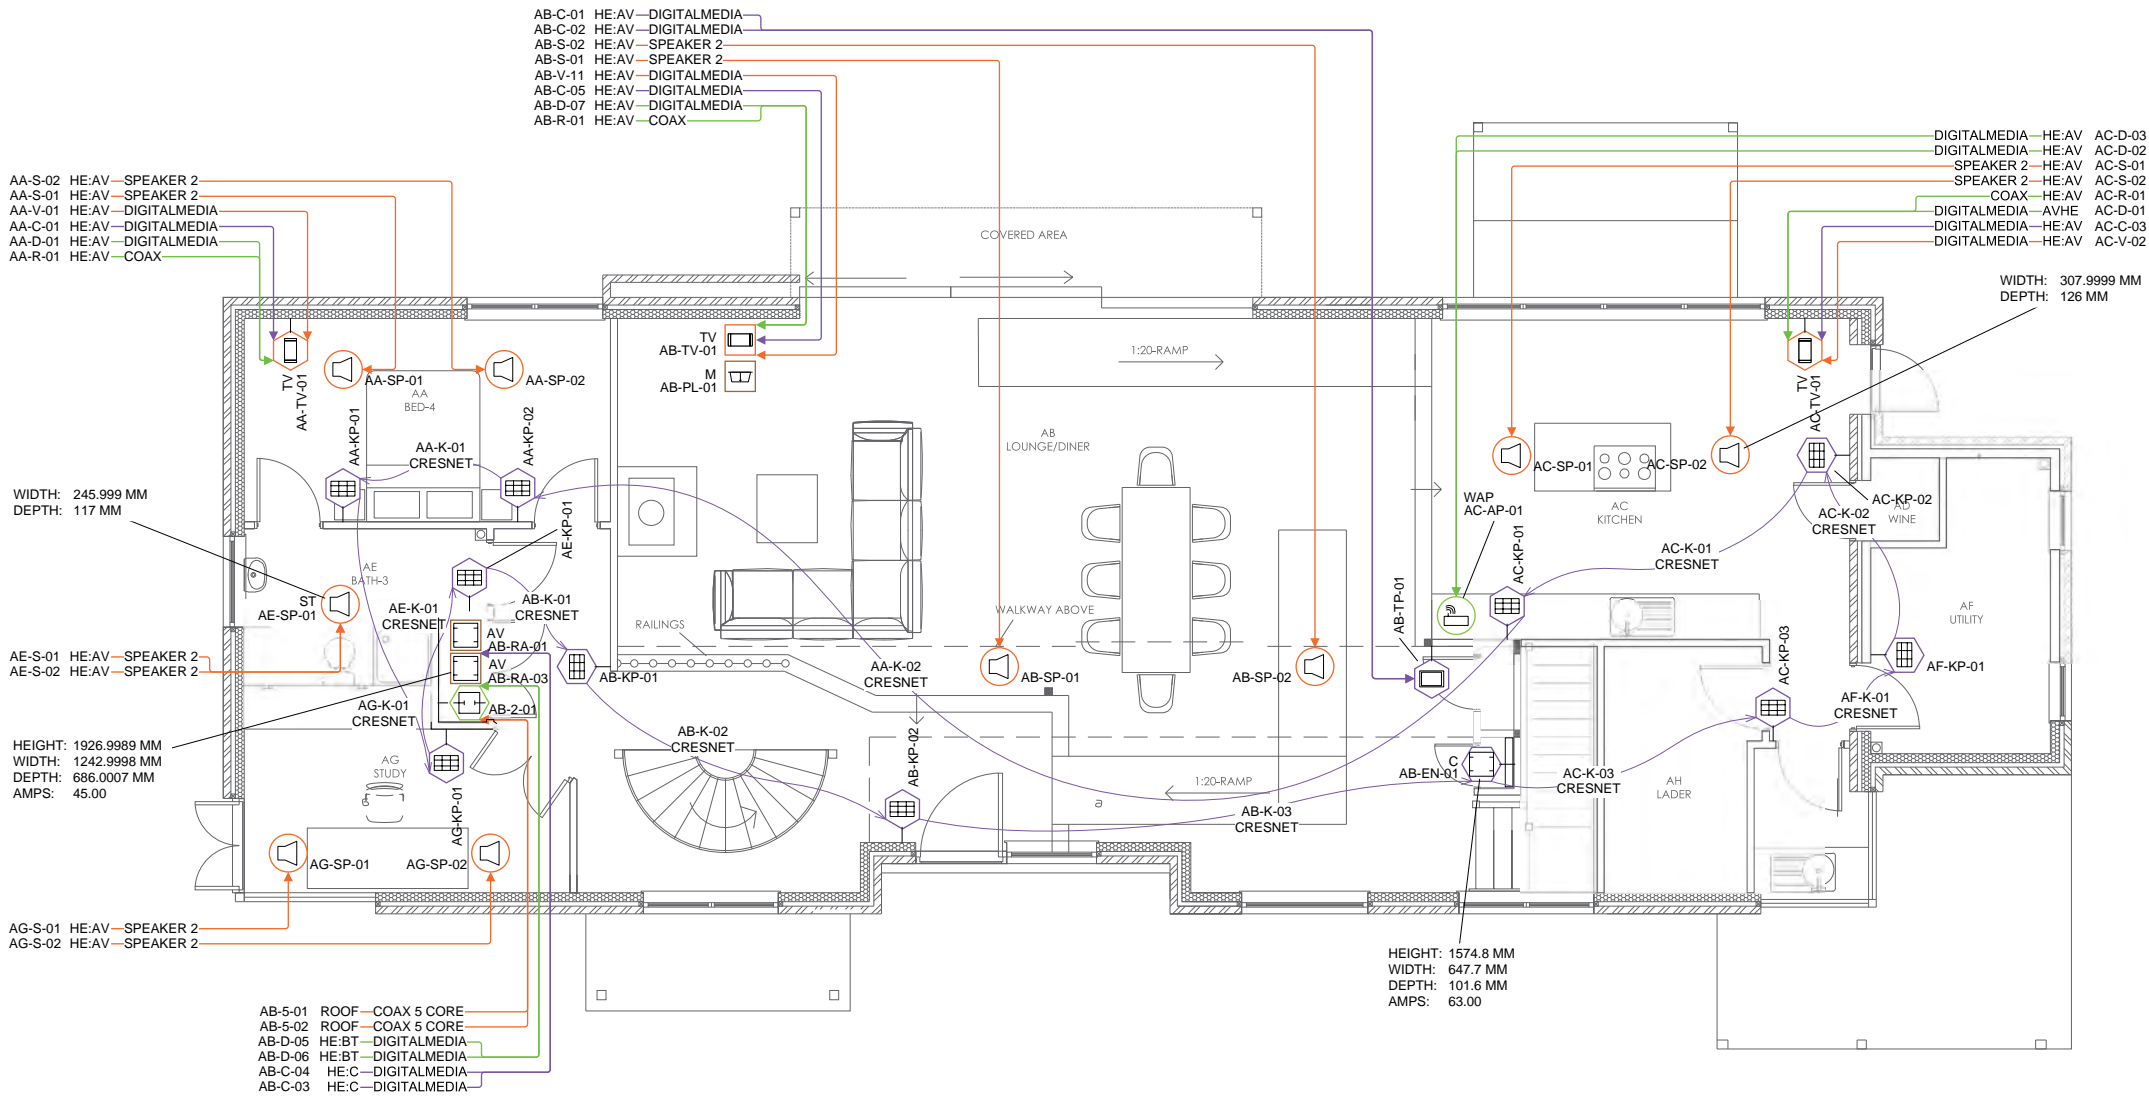 AB-C-01 HE:AV DIGITALMEDIA
AB-C-02 HE:AV DIGITALMEDIA
AB-S-02 HE:AV SPEAKER 2
AB-S-01 HE:AV SPEAKER 2
AB-V-11 HE:AV DIGITALMEDIA
AB-C-05 HE:AV DIGITALMEDIA
AB-D-07 HE:AV DIGITALMEDIA
AB-R-01 HE:AV COAX
DIGITALMEDIA HE:AV AC-D-03
DIGITALMEDIA HE:AV AC-D-02
SPEAKER 2 HE:AV AC-S-01
SPEAKER 2 HE:AV AC-S-02
COAX HE:AV AC-R-01
DIGITALMEDIA AVHE AC-D-01
DIGITALMEDIA HE:AV AC-C-03
DIGITALMEDIA HE:AV AC-V-02
AA-S-02 HE:AV SPEAKER 2
AA-S-01 HE:AV SPEAKER 2
AA-V-01 HE:AV DIGITALMEDIA
AA-C-01 HE:AV DIGITALMEDIA
AA-D-01 HE:AV DIGITALMEDIA
AA-R-01 HE:AV COAX
COVERED AREA
WIDTH: 307.9999 MM
DEPTH: 126 MM
TV
AB-TV-01
M
AB-PL-01
1:20-RAMP
TV
AA-TV-01
AA-SP-01
AA-SP-02
AA
BED-4
TV
AC-TV-01
AA-KP-01
AA-KP-02
AA-K-01
CRESNET
AB
LOUNGE/DINER
AC-SP-01
AC-SP-02
WIDTH: 245.999 MM
DEPTH: 117 MM
WAP
AC-AP-01
AC
KITCHEN
AC-KP-02
AD
WINE
AC-K-02
CRESNET
AE-KP-01
AC-KP-01
AC-K-01
CRESNET
AE
BATH-3
ST
AE-SP-01
AE-K-01
CRESNET
AB-K-01
CRESNET
RAILINGS
WALKWAY ABOVE
AB-TP-01
AF
UTILITY
AV
AB-RA-01
AV
AB-RA-03
AB-2-01
AE-S-01 HE:AV SPEAKER 2
AE-S-02 HE:AV SPEAKER 2
AB-KP-01
AA-K-02
CRESNET
AB-SP-01
AB-SP-02
AC-KP-03
AF-KP-01
AF-K-01
CRESNET
AG-K-01
CRESNET
HEIGHT: 1926.9989 MM
WIDTH: 1242.9998 MM
DEPTH: 686.0007 MM
AMPS: 45.00
AB-K-02
CRESNET
AB-KP-02
AG
STUDY
AG-KP-01
C
AB-EN-01
AC-K-03
CRESNET
AH
LADER
1:20-RAMP
a
AB-K-03
CRESNET
AG-SP-01
AG-SP-02
AG-S-01 HE:AV SPEAKER 2
AG-S-02 HE:AV SPEAKER 2
HEIGHT: 1574.8 MM
WIDTH: 647.7 MM
DEPTH: 101.6 MM
AMPS: 63.00
AB-5-01 ROOF COAX 5 CORE
AB-5-02 ROOF COAX 5 CORE
AB-D-05 HE:BT DIGITALMEDIA
AB-D-06 HE:BT DIGITALMEDIA
AB-C-04 HE:C DIGITALMEDIA
AB-C-03 HE:C DIGITALMEDIA